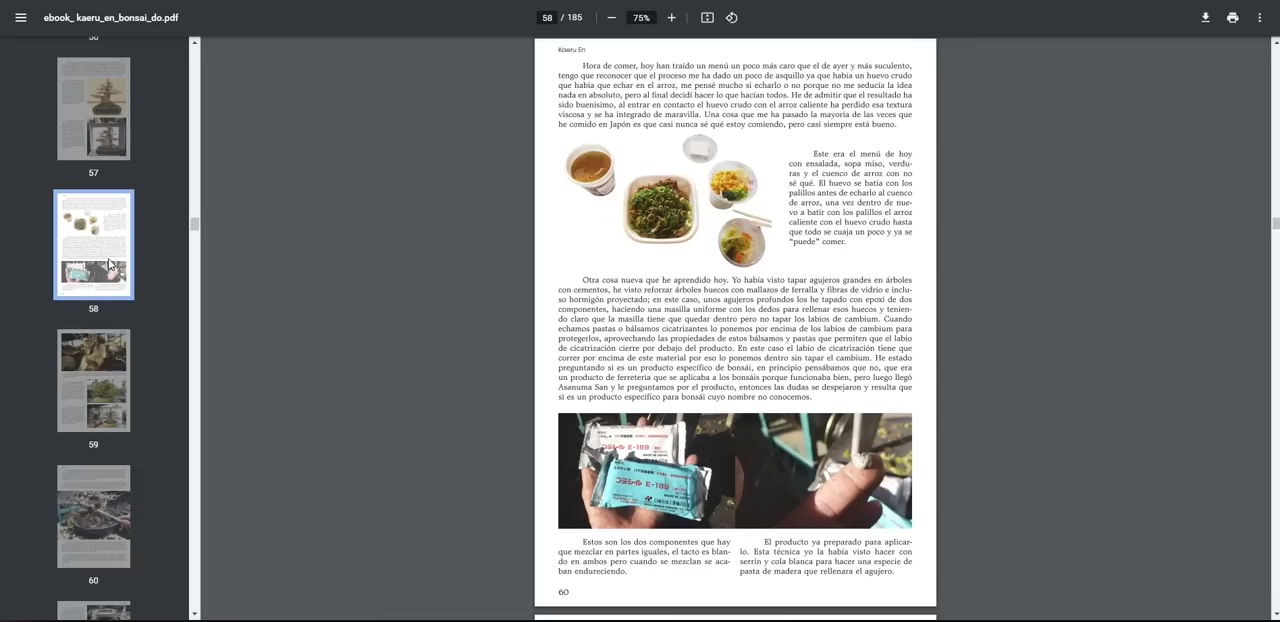 ebook_ kaeru_en_bonsai_do.pdf
58 / 185
75%
57
58
59
60
Kaeru En
Hora de comer, hoy han traído un menú un poco más caro que el de ayer y más suculento,
tengo que reconocer que el proceso me ha dado un poco de asquillo ya que había un huevo crudo
que había que echar en el arroz, me pensé mucho si echarlo o no porque no me seducía la idea
nada en absoluto, pero al final decidí hacer lo que hacían todos. He de admitir que el resultado ha
sido buenísimo, al entrar en contacto el huevo crudo con el arroz caliente ha perdido esa textura
viscosa y se ha integrado de maravilla. Una cosa que me ha pasado la mayoría de las veces que
he comido en Japón es que casi nunca sé qué estoy comiendo, pero casi siempre está bueno.
Este era el menú de hoy
con ensalada, sopa miso, verdu-
ras y el cuenco de arroz con no
sé qué. El huevo se batía con los
palillos antes de echarlo al cuenco
de arroz, una vez dentro de nue-
vo a batir con los palillos el arroz
caliente con el huevo crudo hasta
que todo se cuaja un poco y ya se
“puede” comer.
Otra cosa nueva que he aprendido hoy. Yo había visto tapar agujeros grandes en árboles
con cementos, he visto reforzar árboles huecos con mallazos de ferralla y fibras de vidrio e inclu-
so hormigón proyectado; en este caso, unos agujeros profundos los he tapado con epoxi de dos
componentes, haciendo una masilla uniforme con los dedos para rellenar esos huecos y tenien-
do claro que la masilla tiene que quedar dentro pero no tapar los labios de cambium. Cuando
echamos pastas o bálsamos cicatrizantes lo ponemos por encima de los labios de cambium para
protegerlos, aprovechando las propiedades de estos bálsamos y pastas que permiten que el labio
de cicatrización cierre por debajo del producto. En este caso el labio de cicatrización tiene que
correr por encima de este material por eso lo ponemos dentro sin tapar el cambium. He estado
preguntando si es un producto específico de bonsái, en principio pensábamos que no, que era
un producto de ferretería que se aplicaba a los bonsáis porque funcionaba bien, pero luego llegó
Asanuma San y le preguntamos por el producto, entonces las dudas se despejaron y resulta que
si es un producto específico para bonsái cuyo nombre no conocemos.
E-189
プラシール E-189
Estos son los dos componentes que hay
que mezclar en partes iguales, el tacto es blan-
do en ambos pero cuando se mezclan se aca-
ban endureciendo.
El producto ya preparado para aplicar-
lo. Esta técnica yo la había visto hacer con
serrín y cola blanca para hacer una especie de
pasta de madera que rellenara el agujero.
60